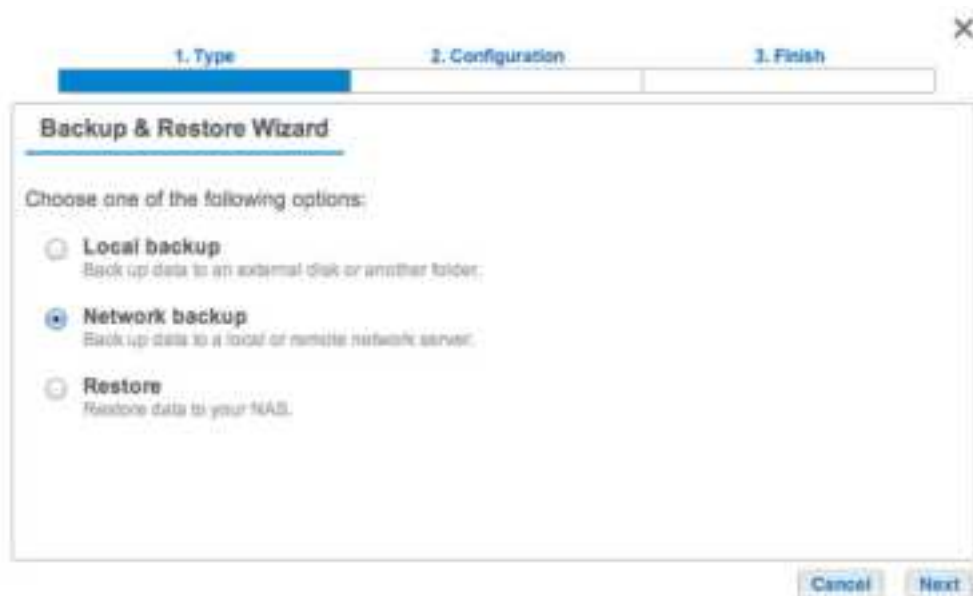 1. Type 2. Configuration 3. Finish
Backup & Restore Wizard
Choose one of the following options:
Local backup
Back up data to an external disk or another folder.
Network backup
Back up data to a local or remote network server.
Restore
Restore data to your NAS.
Cancel Next